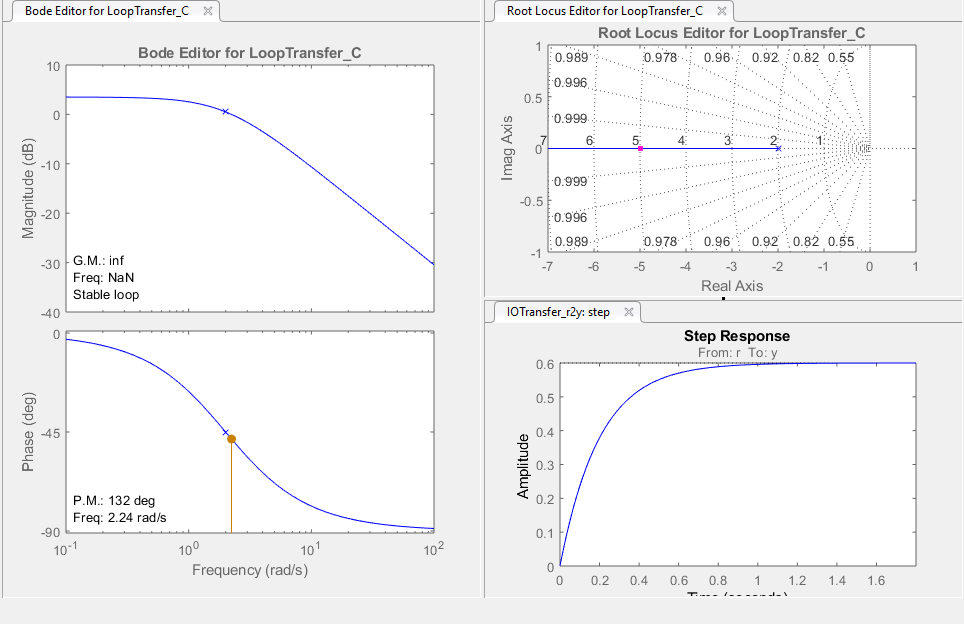 Bode Editor for LoopTransfer_C
Bode Editor for LoopTransfer_C
10
0
-10
-20
-30
-40
Magnitude (dB)
G.M.: inf
Freq: NaN
Stable loop
0
-45
-90
Phase (deg)
P.M.: 132 deg
Freq: 2.24 rad/s
10^-1 10^0 10^1 10^2
Frequency (rad/s)
Root Locus Editor for LoopTransfer_C
Root Locus Editor for LoopTransfer_C
1
0.5
0
-0.5
-1
Imag Axis
0.989 0.978 0.96 0.92 0.82 0.55
0.996
0.999
7 6 5 4 3 2 1
0.999
0.996
0.989 0.978 0.96 0.92 0.82 0.55
-7 -6 -5 -4 -3 -2 -1 0 1
Real Axis
IOTransfer_r2y: step
Step Response
From: r To: y
0.6
0.5
0.4
0.3
0.2
0.1
0
Amplitude
0 0.2 0.4 0.6 0.8 1 1.2 1.4 1.6
Time (seconds)